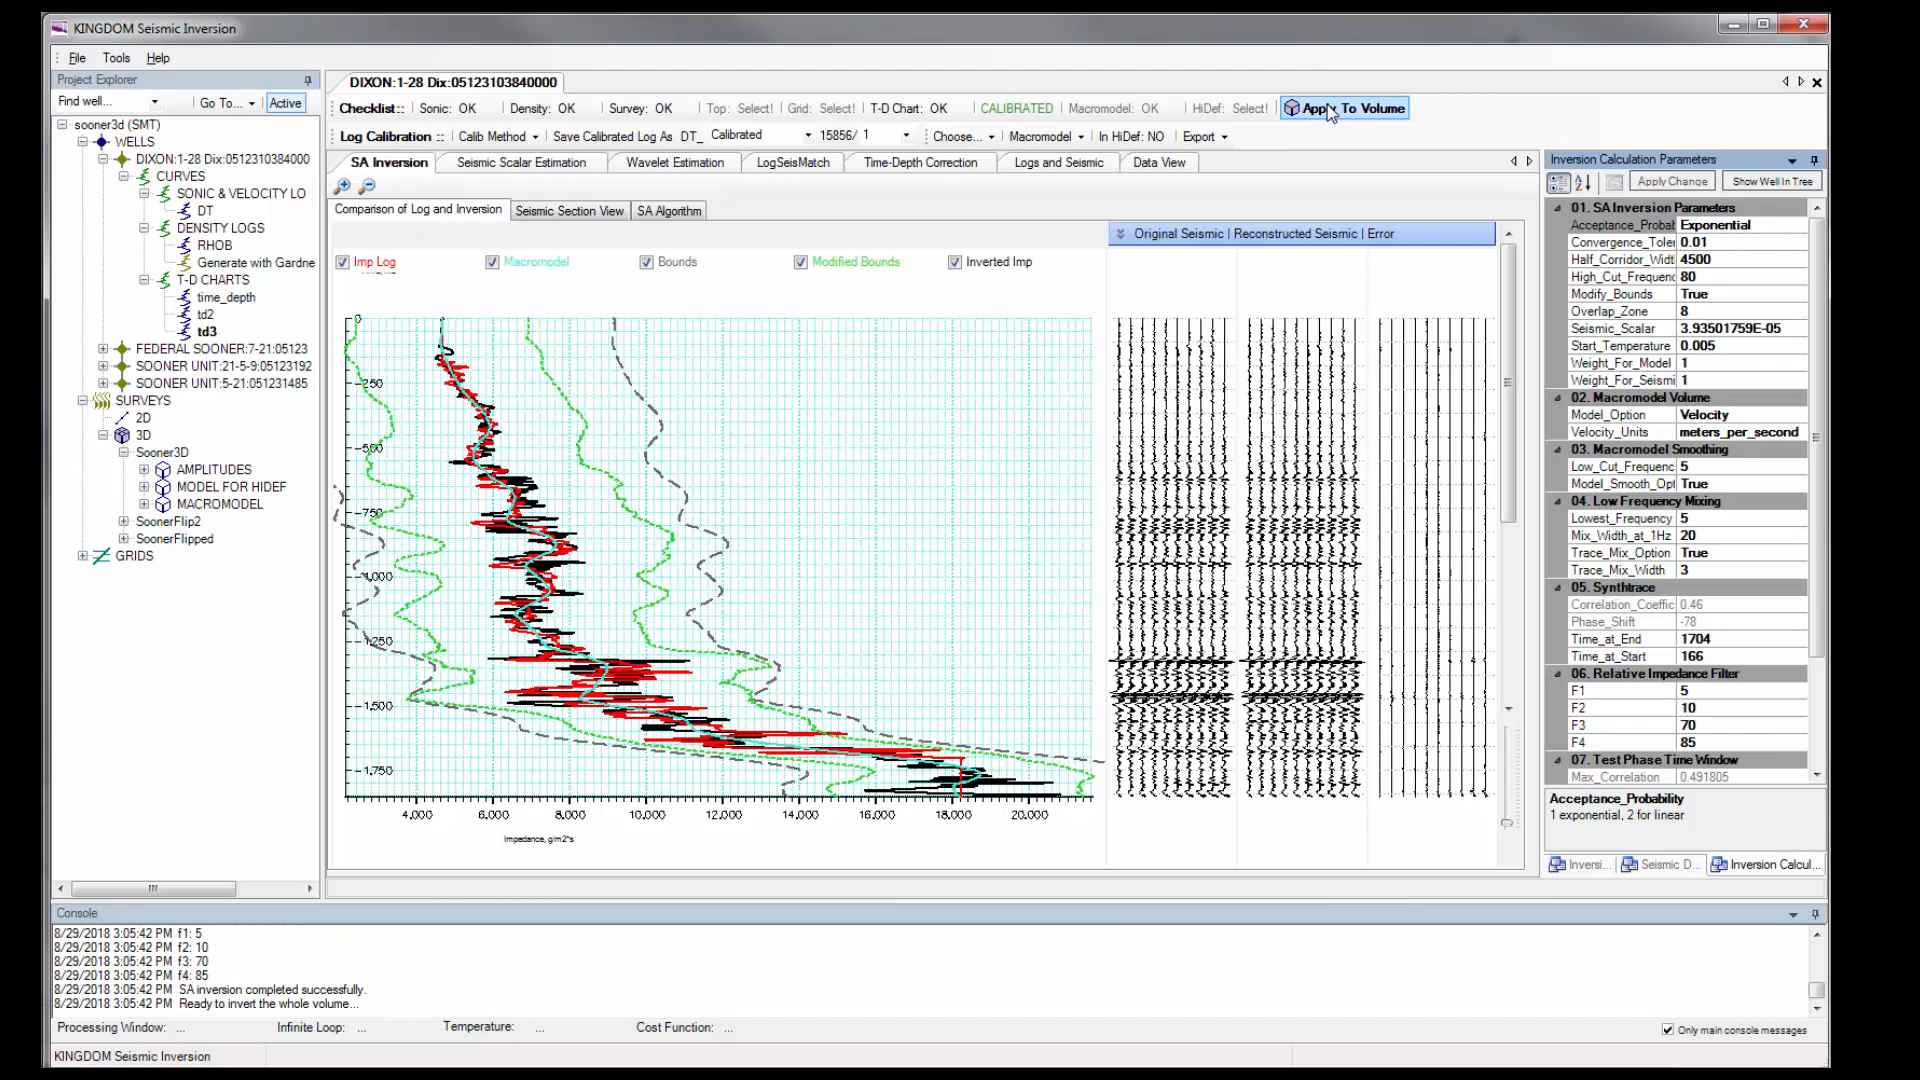 KINGDOM Seismic Inversion
File Tools Help
Project Explorer
Find well... Go To... Active
sooner3d (SMT)
WELLS
DIXON:1-28 Dix:0512310384000
CURVES
SONIC & VELOCITY LO
DT
DENSITY LOGS
RHOB
Generate with Gardne
T-D CHARTS
time_depth
td2
td3
FEDERAL SOONER:7-21:05123
SOONER UNIT:21-5-9:05123192
SOONER UNIT:5-21:051231485
SURVEYS
2D
3D
Sooner3D
AMPLITUDES
MODEL FOR HIDEF
MACROMODEL
SoonerFlip2
SoonerFlipped
GRIDS
DIXON:1-28 Dix:05123103840000
Checklist:: Sonic: OK Density: OK Survey: OK Top: Select! Grid: Select! T-D Chart: OK CALIBRATED Macromodel: OK HiDef: Select! Apply To Volume
Log Calibration :: Calib Method Save Calibrated Log As DT_ Calibrated 15856/ 1 Choose... Macromodel In HiDef: NO Export
SA Inversion Seismic Scalar Estimation Wavelet Estimation LogSeisMatch Time-Depth Correction Logs and Seismic Data View
Comparison of Log and Inversion Seismic Section View SA Algorithm
Original Seismic | Reconstructed Seismic | Error
Imp Log Macromodel Bounds Modified Bounds Inverted Imp
0
250
500
750
1,000
1,250
1,500
1,750
4,000 6,000 8,000 10,000 12,000 14,000 16,000 18,000 20,000
Impedance, g/m2*s
Inversion Calculation Parameters
Apply Change Show Well In Tree
01. SA Inversion Parameters
Acceptance_Probat Exponential
Convergence_Toler 0.01
Half_Corridor_Widt 4500
High_Cut_Frequenc 80
Modify_Bounds True
Overlap_Zone 8
Seismic_Scalar 3.93501759E-05
Start_Temperature 0.005
Weight_For_Model 1
Weight_For_Seismi 1
02. Macromodel Volume
Model_Option Velocity
Velocity_Units meters_per_second
03. Macromodel Smoothing
Low_Cut_Frequenc 5
Model_Smooth_Opt True
04. Low Frequency Mixing
Lowest_Frequency 5
Mix_Width_at_1Hz 20
Trace_Mix_Option True
Trace_Mix_Width 3
05. Synthtrace
Correlation_Coeffic 0.46
Phase_Shift -78
Time_at_End 1704
Time_at_Start 166
06. Relative Impedance Filter
F1 5
F2 10
F3 70
F4 85
07. Test Phase Time Window
Max_Correlation 0.491805
Acceptance_Probability
1 exponential, 2 for linear
Inversi... Seismic D... Inversion Calcul...
Console
8/29/2018 3:05:42 PM f1: 5
8/29/2018 3:05:42 PM f2: 10
8/29/2018 3:05:42 PM f3: 70
8/29/2018 3:05:42 PM f4: 85
8/29/2018 3:05:42 PM SA inversion completed successfully.
8/29/2018 3:05:42 PM Ready to invert the whole volume...
Processing Window: ... Infinite Loop: ... Temperature: ... Cost Function: ... Only main console messages
KINGDOM Seismic Inversion